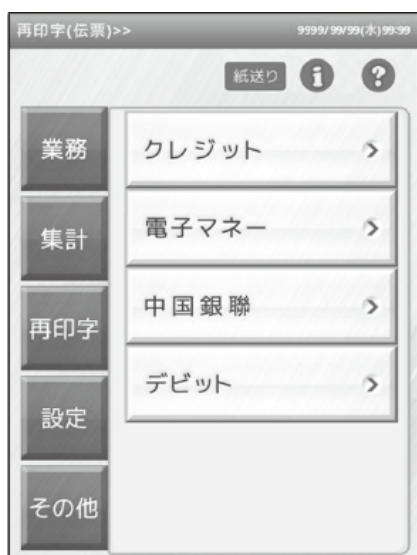 再印字(伝票)>>
9999/99/99(水)99:99
紙送り
i
?
業務
集計
再印字
設定
その他
クレジット
電子マネー
中国銀聯
デビット